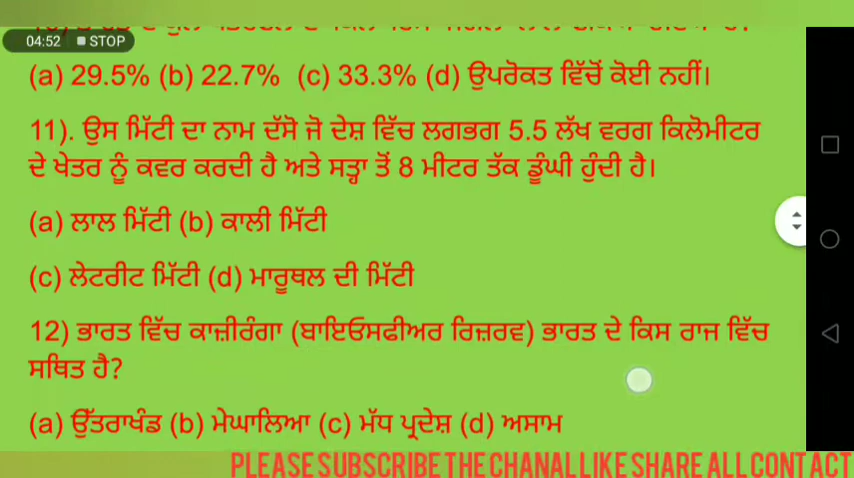 04:52 STOP
(a) 29.5% (b) 22.7% (c) 33.3% (d) ਉਪਰੋਕਤ ਵਿੱਚੋਂ ਕੋਈ ਨਹੀਂ।
11). ਉਸ ਮਿੱਟੀ ਦਾ ਨਾਮ ਦੱਸੋ ਜੋ ਦੇਸ਼ ਵਿੱਚ ਲਗਭਗ 5.5 ਲੱਖ ਵਰਗ ਕਿਲੋਮੀਟਰ
ਦੇ ਖੇਤਰ ਨੂੰ ਕਵਰ ਕਰਦੀ ਹੈ ਅਤੇ ਸਤ੍ਹਾ ਤੋਂ 8 ਮੀਟਰ ਤੱਕ ਡੂੰਘੀ ਹੁੰਦੀ ਹੈ।
(a) ਲਾਲ ਮਿੱਟੀ (b) ਕਾਲੀ ਮਿੱਟੀ
(c) ਲੇਟਰੀਟ ਮਿੱਟੀ (d) ਮਾਰੂਥਲ ਦੀ ਮਿੱਟੀ
12) ਭਾਰਤ ਵਿੱਚ ਕਾਜ਼ੀਰੰਗਾ (ਬਾਇਓਸਫੀਅਰ ਰਿਜ਼ਰਵ) ਭਾਰਤ ਦੇ ਕਿਸ ਰਾਜ ਵਿੱਚ
ਸਥਿਤ ਹੈ?
(a) ਉੱਤਰਾਖੰਡ (b) ਮੇਘਾਲਿਆ (c) ਮੱਧ ਪ੍ਰਦੇਸ਼ (d) ਅਸਾਮ
PLEASE SUBSCRIBE THE CHANAL LIKE SHARE ALL CONTACT